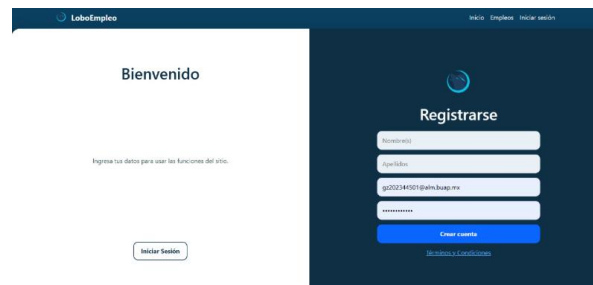 LoboEmpleo
Inicio Empleos Iniciar sesión
Bienvenido
Ingresa tus datos para usar las funciones del sitio.
Iniciar Sesión
Registrarse
Nombre(s)
Apellidos
gz202344501@alm.buap.mx
••••••••••••
Crear cuenta
Términos y Condiciones